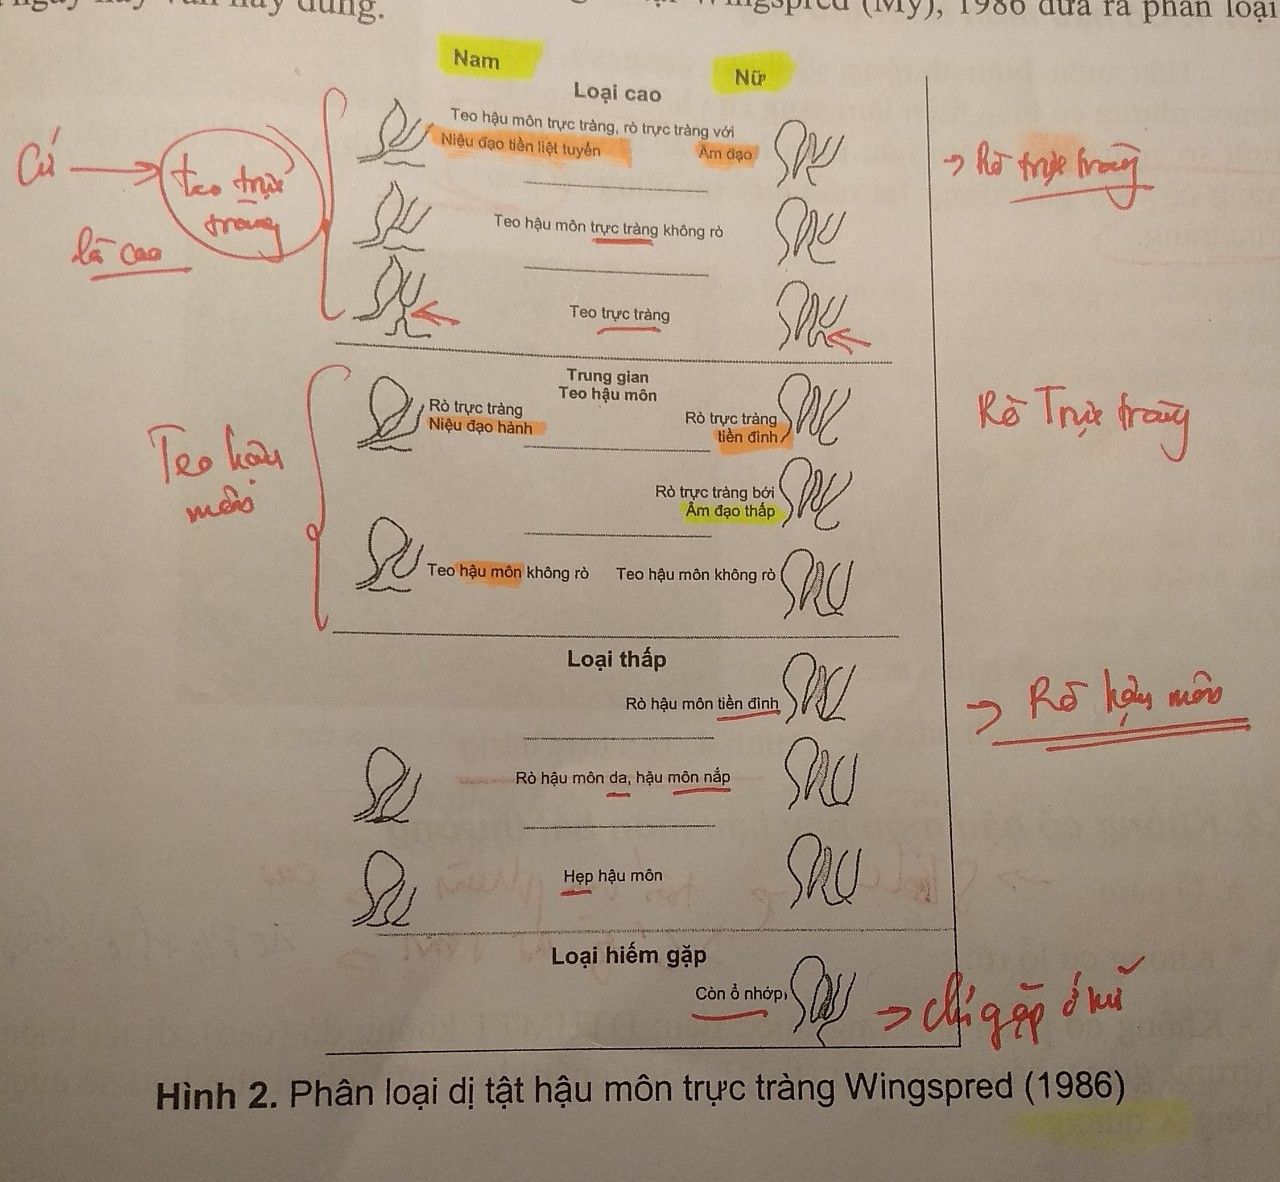 Wingspred (Mỹ), 1986 đưa ra phân loại
Nam
Nữ
Loại cao
Teo hậu môn trực tràng, rò trực tràng với
Niệu đạo tiền liệt tuyến
Âm đạo
→ Rò trực tràng
Cứ → teo trực tràng
là cao
Teo hậu môn trực tràng không rò
Teo trực tràng
Trung gian
Teo hậu môn
Rò trực tràng
Niệu đạo hành
Rò trực tràng
tiền đình
Rò Trực tràng
Teo hậu
môn
Rò trực tràng bới
Âm đạo thấp
Teo hậu môn không rò
Teo hậu môn không rò
Loại thấp
Rò hậu môn tiền đình
→ Rò hậu môn
Rò hậu môn da, hậu môn nắp
Hẹp hậu môn
Loại hiếm gặp
Còn ổ nhớp
→ chỉ gặp ở nữ
Hình 2. Phân loại dị tật hậu môn trực tràng Wingspred (1986)